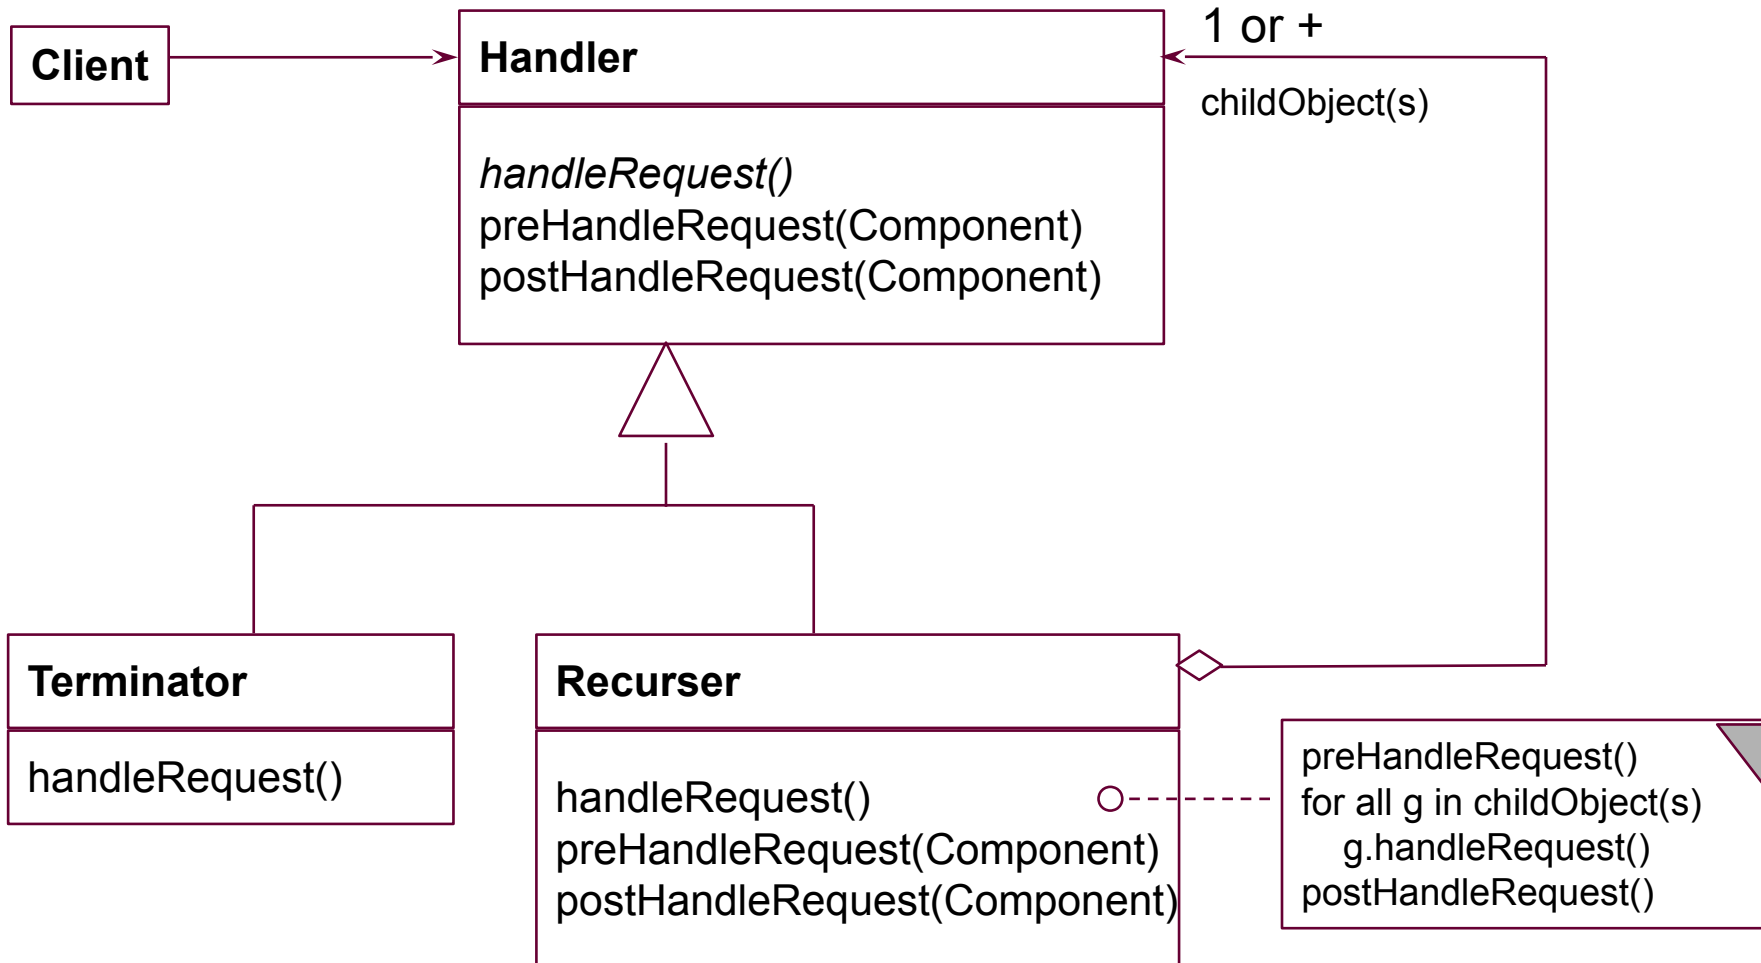 Client
Handler
1 or +
childObject(s)
handleRequest()
preHandleRequest(Component)
postHandleRequest(Component)
Terminator
handleRequest()
Recurser
handleRequest()
preHandleRequest(Component)
postHandleRequest(Component)
preHandleRequest()
for all g in childObject(s)
g.handleRequest()
postHandleRequest()